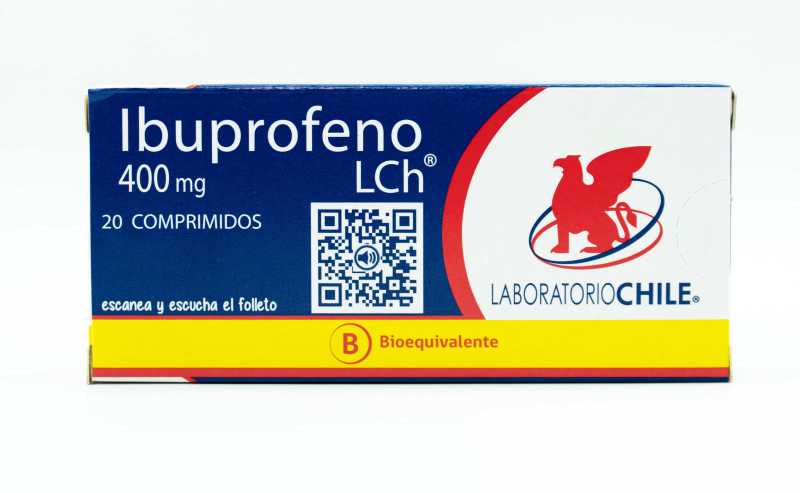 Ibuprofeno
LCh®
400 mg
20 COMPRIMIDOS
escanea y escucha el folleto
LABORATORIOCHILE®
B Bioequivalente